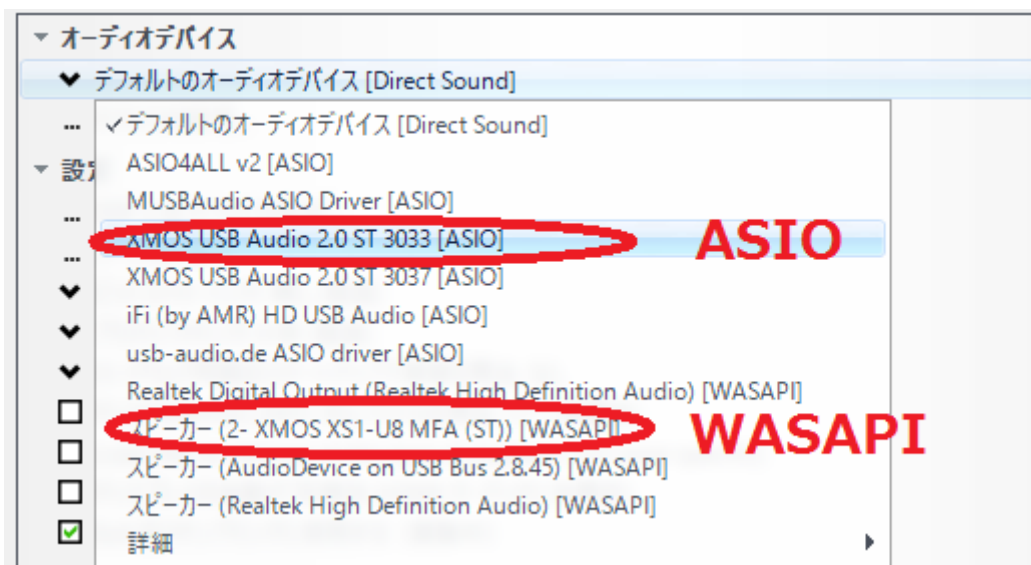 オーディオデバイス
デフォルトのオーディオデバイス [Direct Sound]
✓デフォルトのオーディオデバイス [Direct Sound]
設定
ASIO4ALL v2 [ASIO]
MUSBAudio ASIO Driver [ASIO]
XMOS USB Audio 2.0 ST 3033 [ASIO]
ASIO
XMOS USB Audio 2.0 ST 3037 [ASIO]
iFi (by AMR) HD USB Audio [ASIO]
usb-audio.de ASIO driver [ASIO]
Realtek Digital Output (Realtek High Definition Audio) [WASAPI]
スピーカー (2- XMOS XS1-U8 MFA (ST)) [WASAPI]
WASAPI
スピーカー (AudioDevice on USB Bus 2.8.45) [WASAPI]
スピーカー (Realtek High Definition Audio) [WASAPI]
詳細